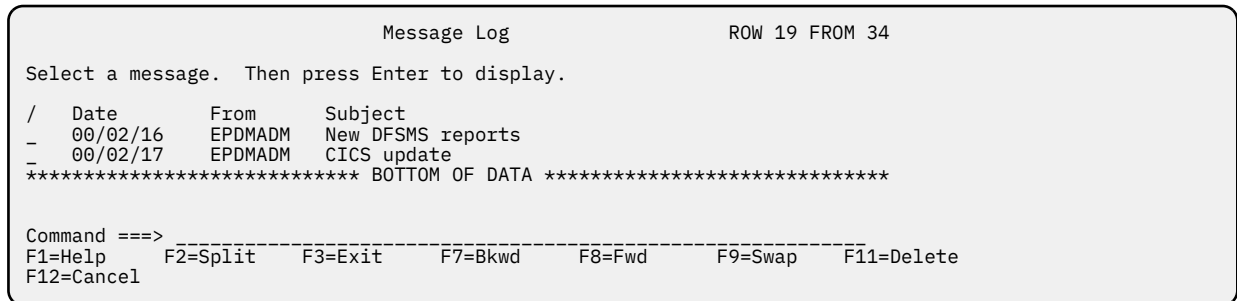 Message Log                   ROW 19 FROM 34
Select a message.  Then press Enter to display.
/   Date        From      Subject
_   00/02/16    EPDMADM   New DFSMS reports
_   00/02/17    EPDMADM   CICS update
***************************** BOTTOM OF DATA ******************************
Command ===> ____________________________________________________________
F1=Help     F2=Split    F3=Exit     F7=Bkwd     F8=Fwd      F9=Swap    F11=Delete
F12=Cancel